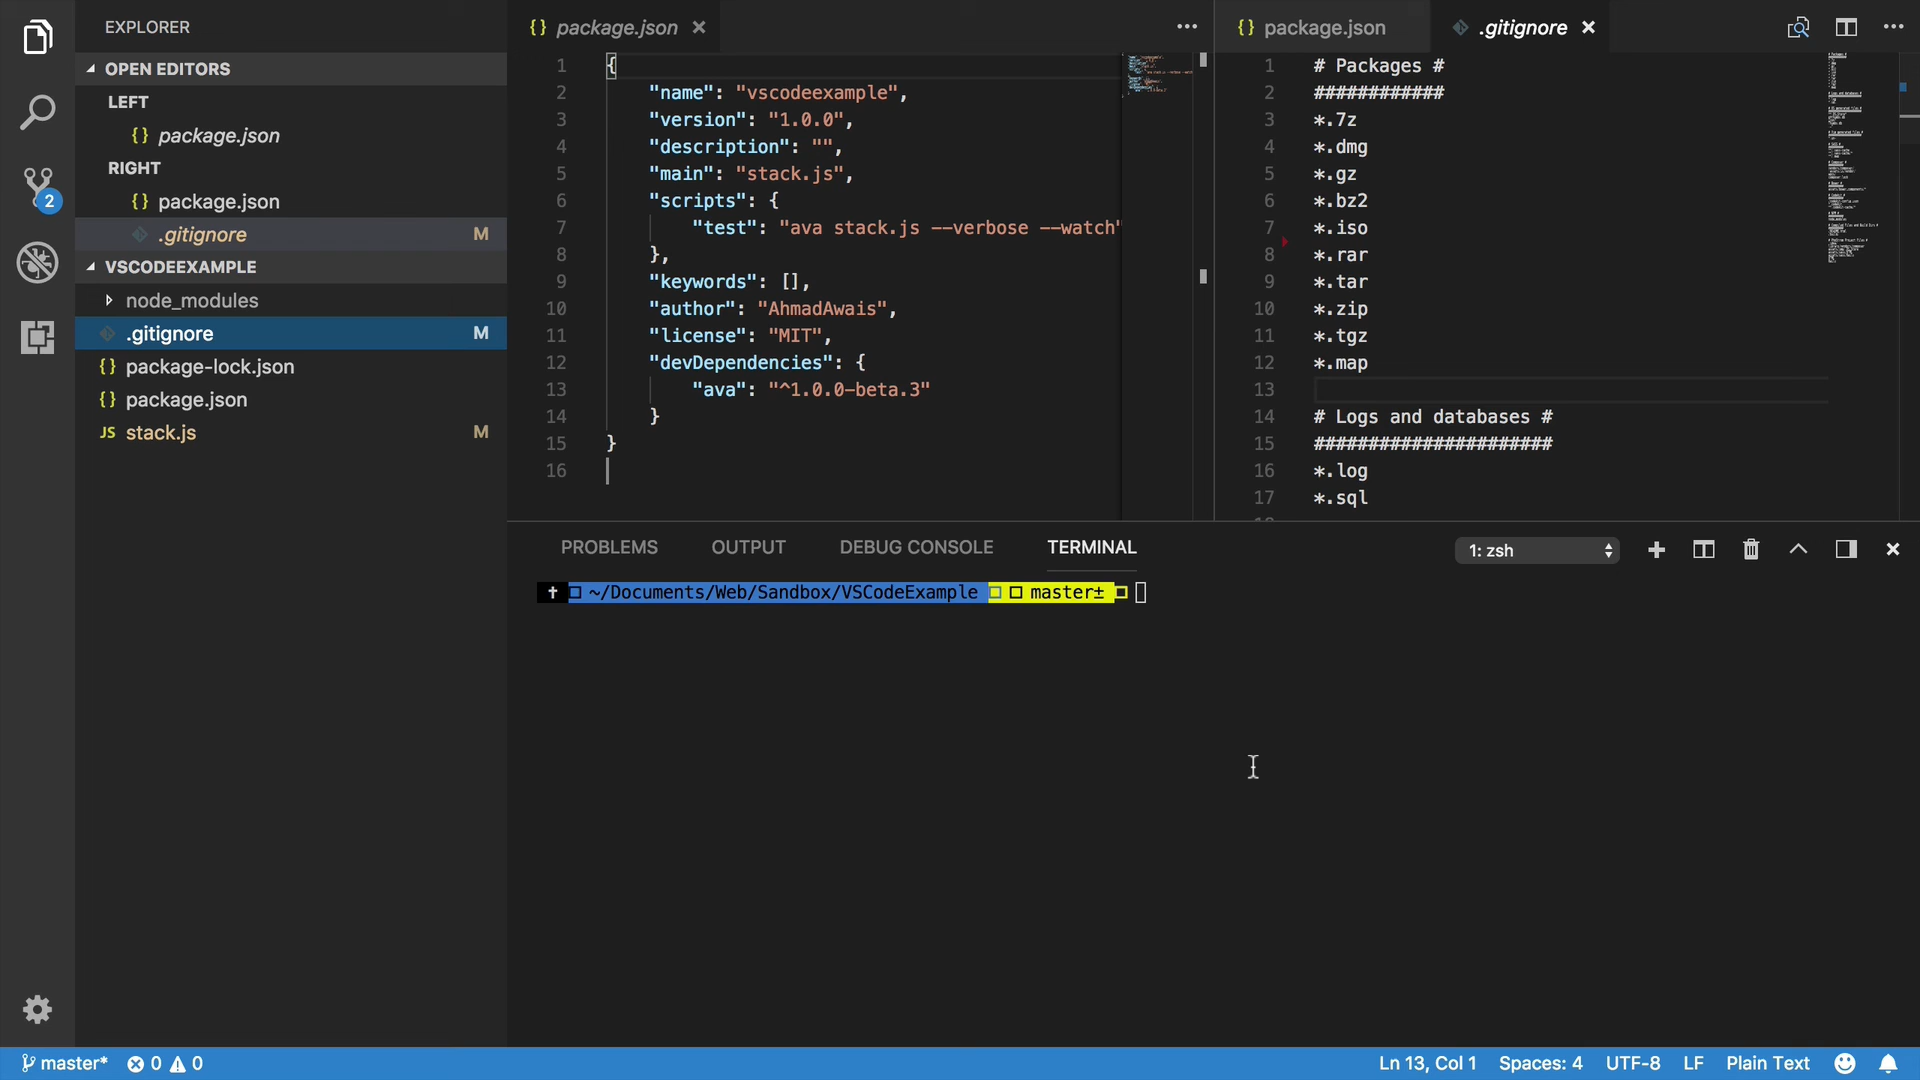 EXPLORER
OPEN EDITORS
LEFT
{} package.json
RIGHT
{} package.json
.gitignore M
VSCODEEXAMPLE
node_modules
.gitignore M
{} package-lock.json
{} package.json
JS stack.js M
2
{} package.json
1 {
2 "name": "vscodeexample",
3 "version": "1.0.0",
4 "description": "",
5 "main": "stack.js",
6 "scripts": {
7 "test": "ava stack.js --verbose --watch"
8 },
9 "keywords": [],
10 "author": "AhmadAwais",
11 "license": "MIT",
12 "devDependencies": {
13 "ava": "^1.0.0-beta.3"
14 }
15 }
16
{} package.json .gitignore
1 # Packages #
2 ############
3 *.7z
4 *.dmg
5 *.gz
6 *.bz2
7 *.iso
8 *.rar
9 *.tar
10 *.zip
11 *.tgz
12 *.map
13
14 # Logs and databases #
15 ######################
16 *.log
17 *.sql
PROBLEMS OUTPUT DEBUG CONSOLE TERMINAL 1: zsh
~/Documents/Web/Sandbox/VSCodeExample master±
master* 0 0 Ln 13, Col 1 Spaces: 4 UTF-8 LF Plain Text